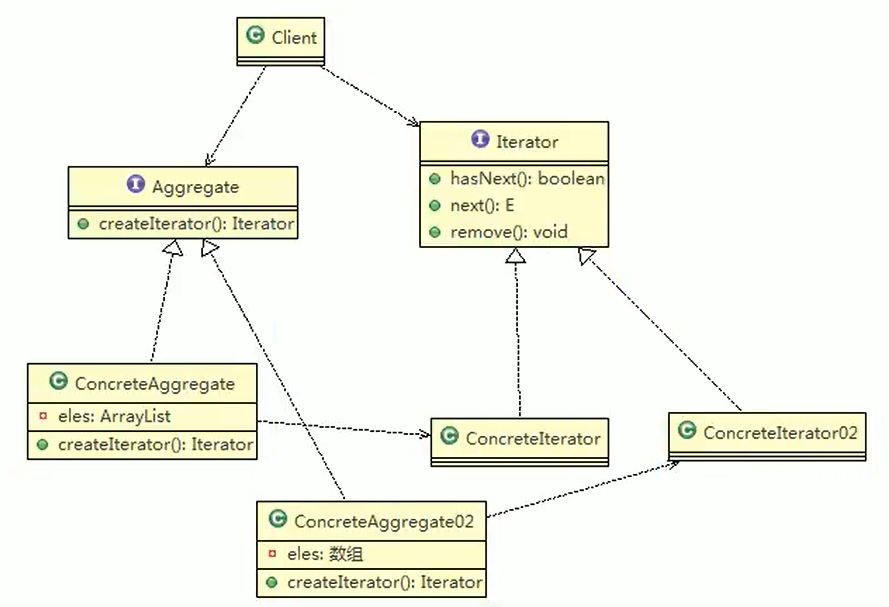 Client
Iterator
hasNext(): boolean
next(): E
remove(): void
Aggregate
createIterator(): Iterator
ConcreteAggregate
eles: ArrayList
createIterator(): Iterator
ConcreteIterator
ConcreteIterator02
ConcreteAggregate02
eles: 数组
createIterator(): Iterator